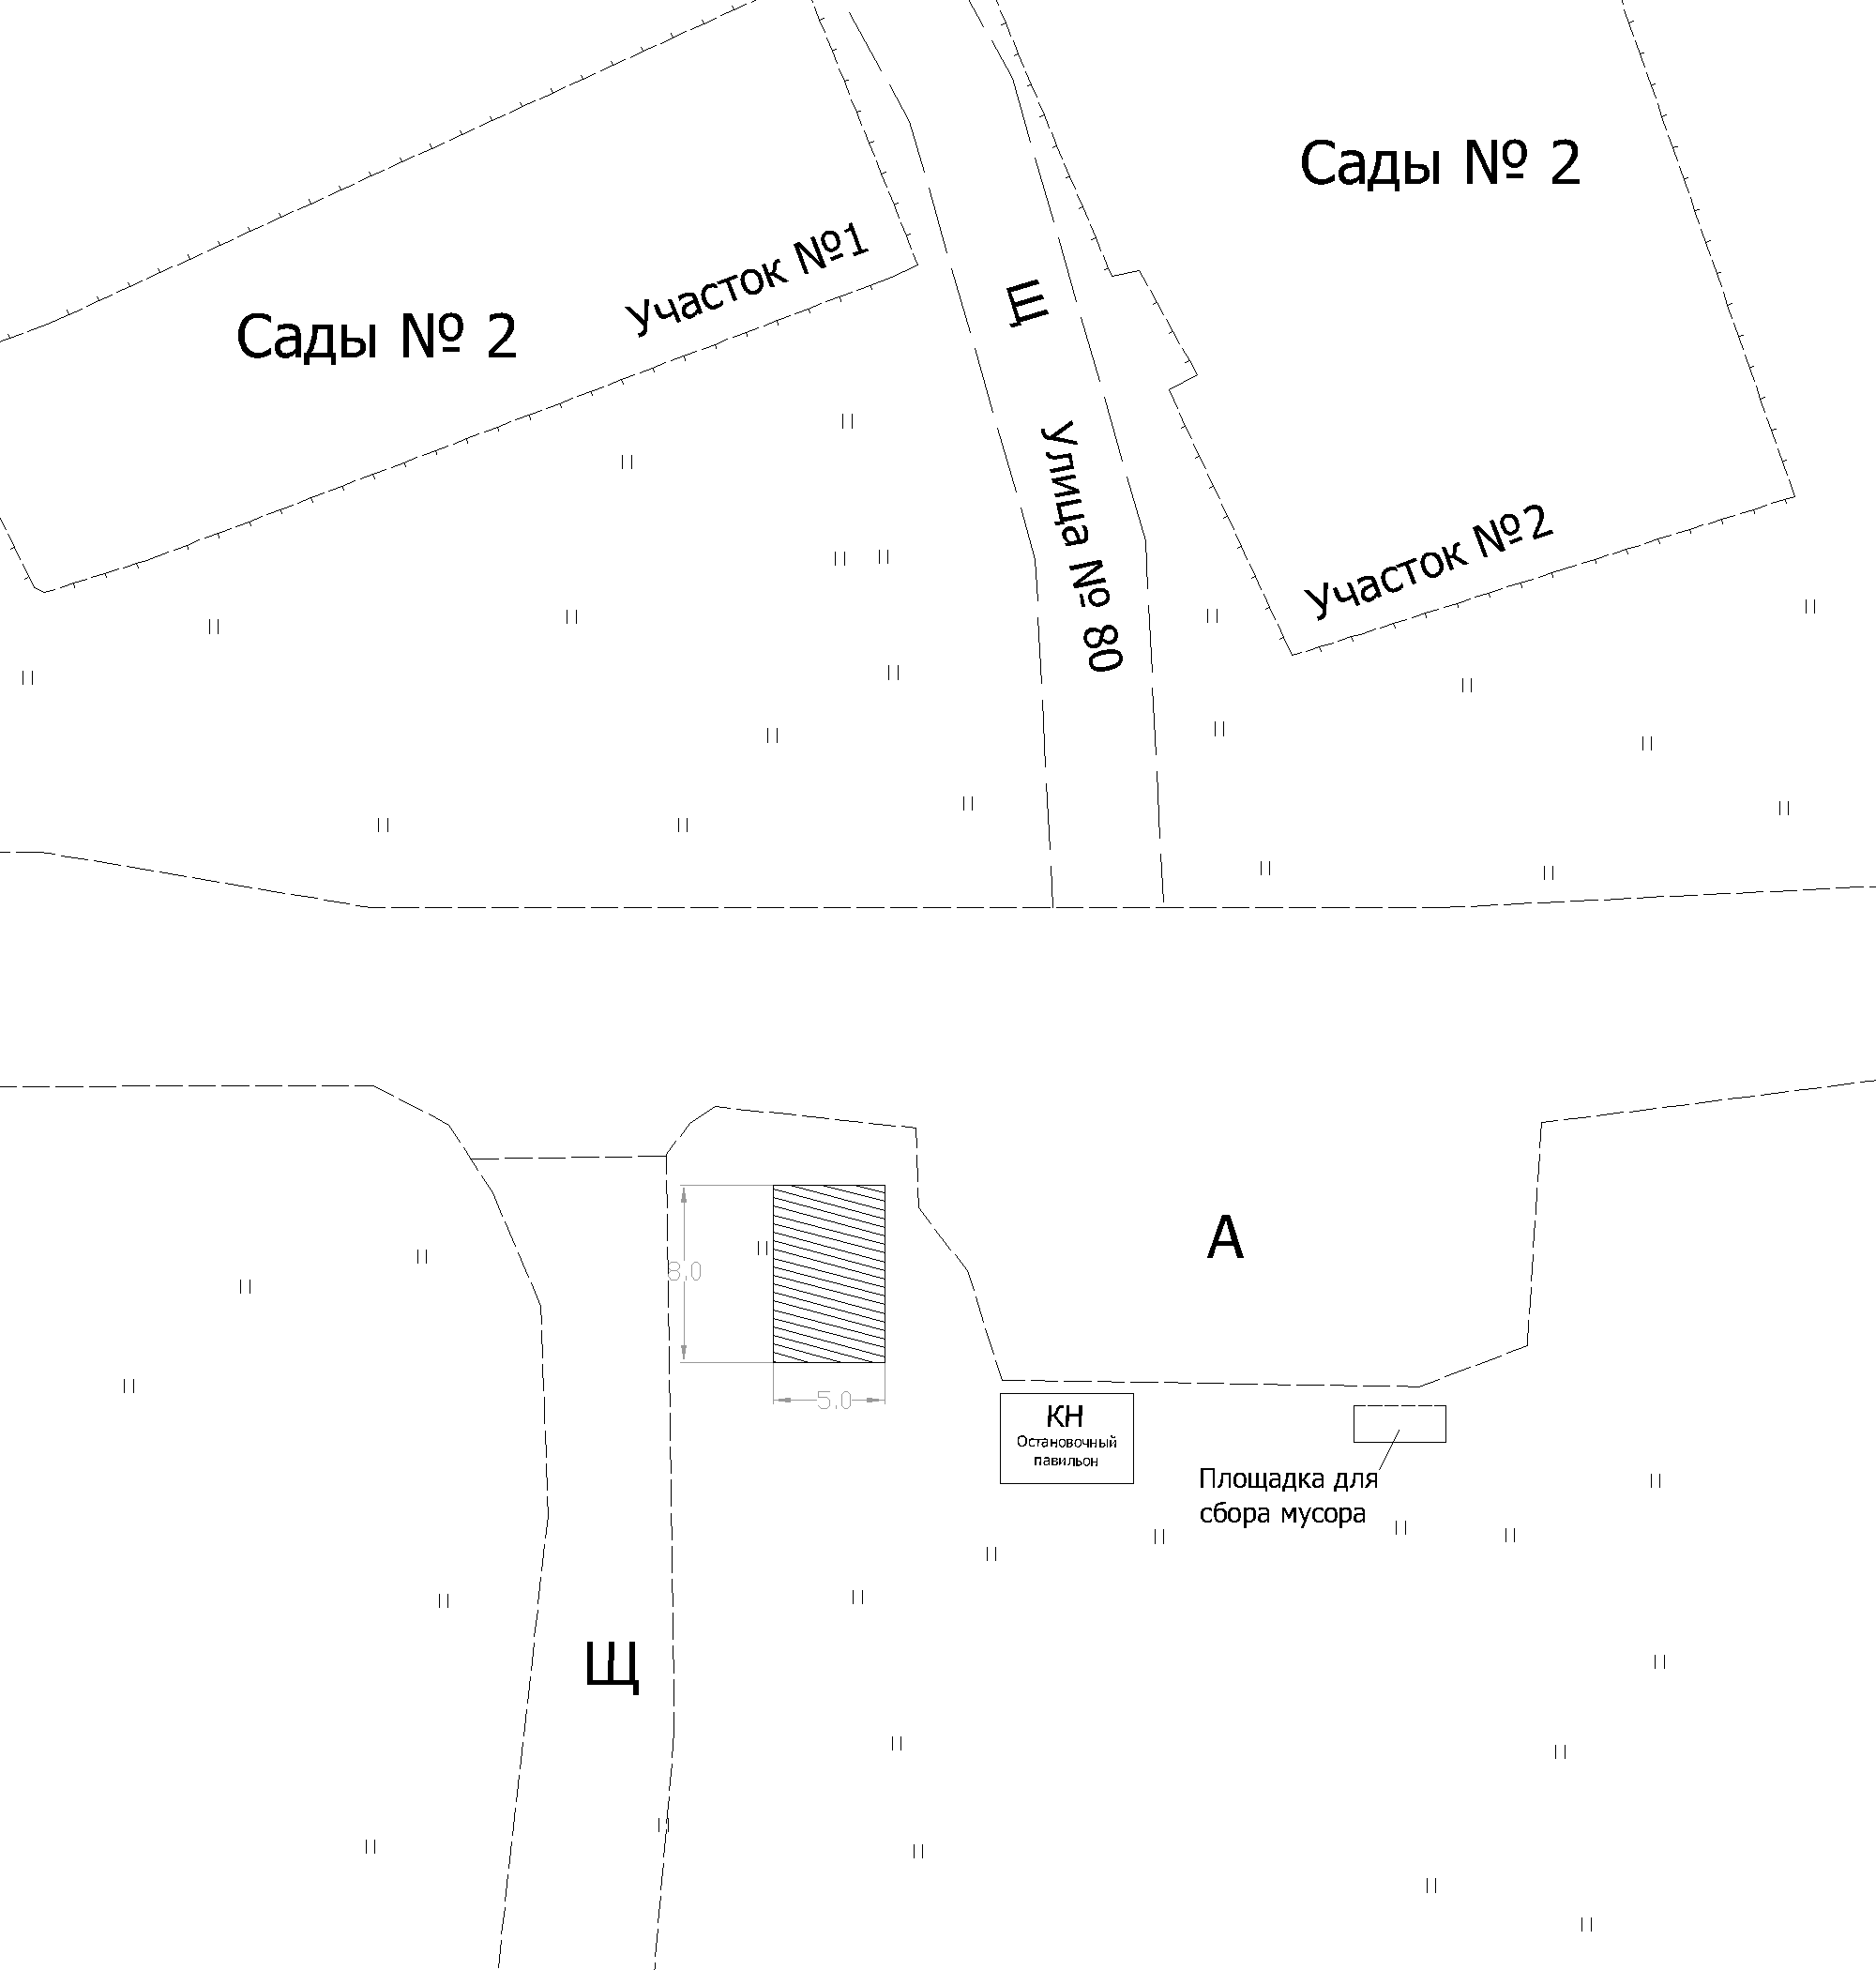 Сады № 2
Сады № 2
Участок №1
Щ
Улица № 80
Участок №2
А
8.0
5.0
КН
Остановочный
павильон
Площадка для
сбора мусора
Щ